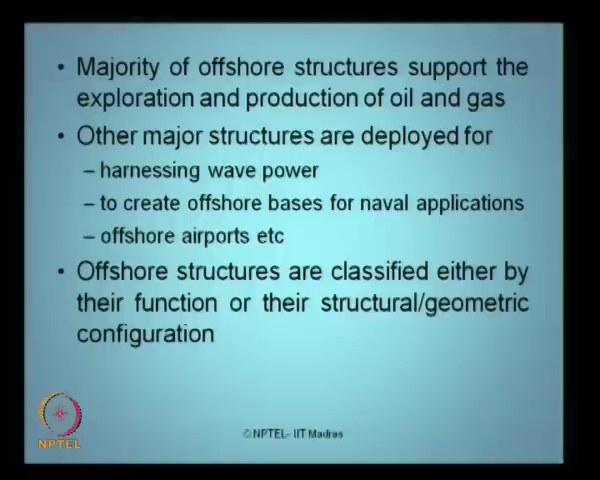 • Majority of offshore structures support the
exploration and production of oil and gas
• Other major structures are deployed for
– harnessing wave power
– to create offshore bases for naval applications
– offshore airports etc
• Offshore structures are classified either by
their function or their structural/geometric
configuration
NPTEL
©NPTEL- IIT Madras